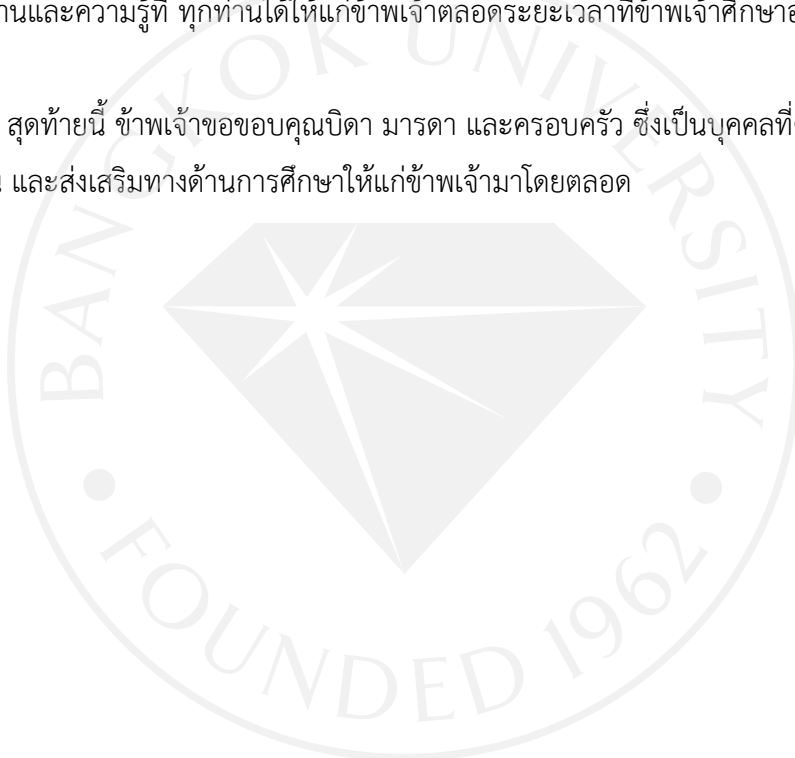 านและความรู้ที่ ทุกท่านได้ให้แก่ข้าพเจ้าตลอดระยะเวลาที่ข้าพเจ้าศึกษา
สุดท้ายนี้ ข้าพเจ้าขอขอบคุณบิดา มารดา และครอบครัว ซึ่งเป็นบุคคลที่
และส่งเสริมทางด้านการศึกษาให้แก่ข้าพเจ้ามาโดยตลอด
BANGKOK UNIVERSITY
FOUNDED 1962